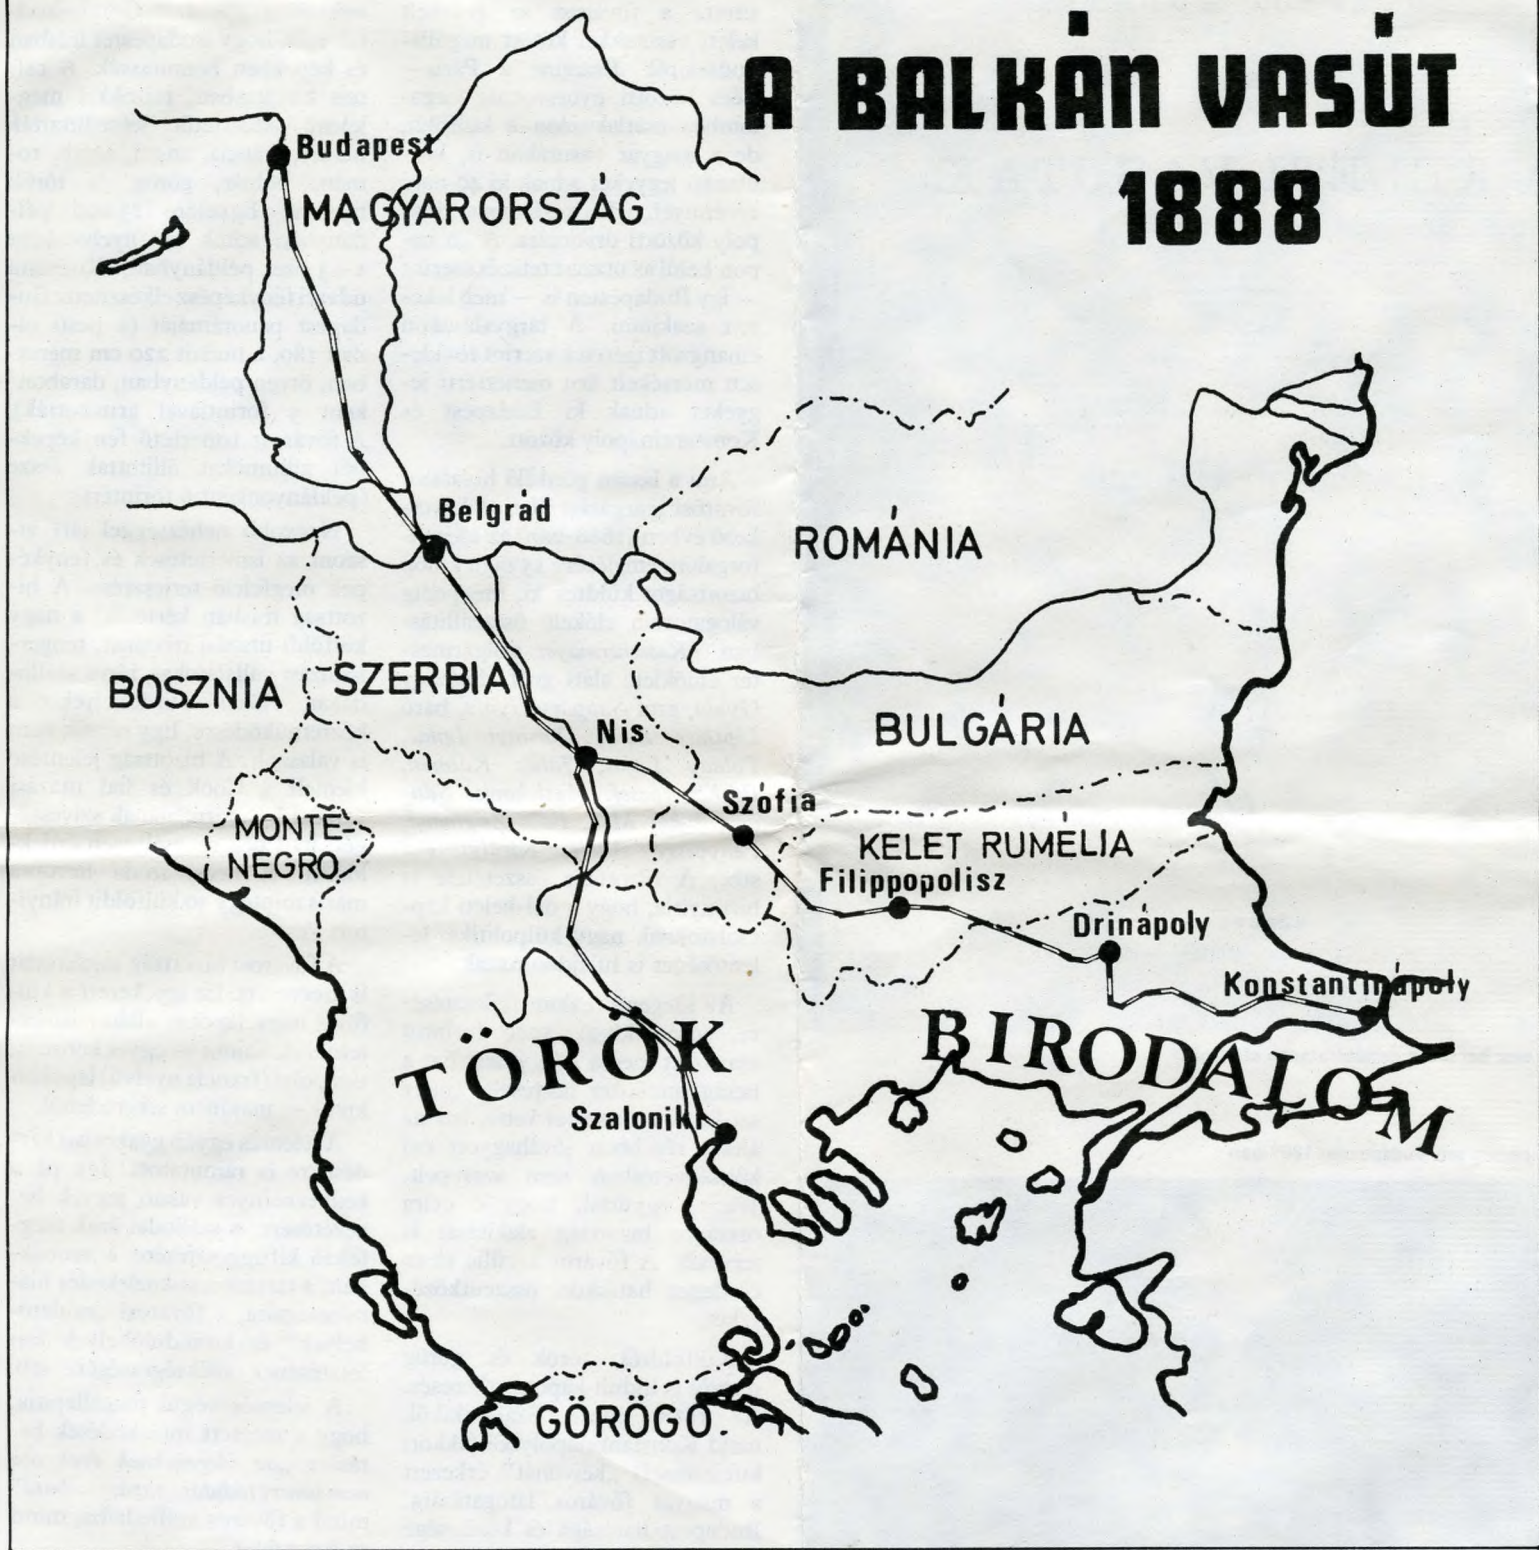 A BALKÁN VASÚT
1888
Budapest
MAGYARORSZÁG
Belgrád
ROMÁNIA
BOSZNIA
SZERBIA
BULGÁRIA
Nis
Szófia
MONTE-
NEGRO
KELET RUMÉLIA
Filippopolisz
Drinápoly
Konstantinápoly
TÖRÖK BIRODALOM
Szaloniki
GÖRÖGO.